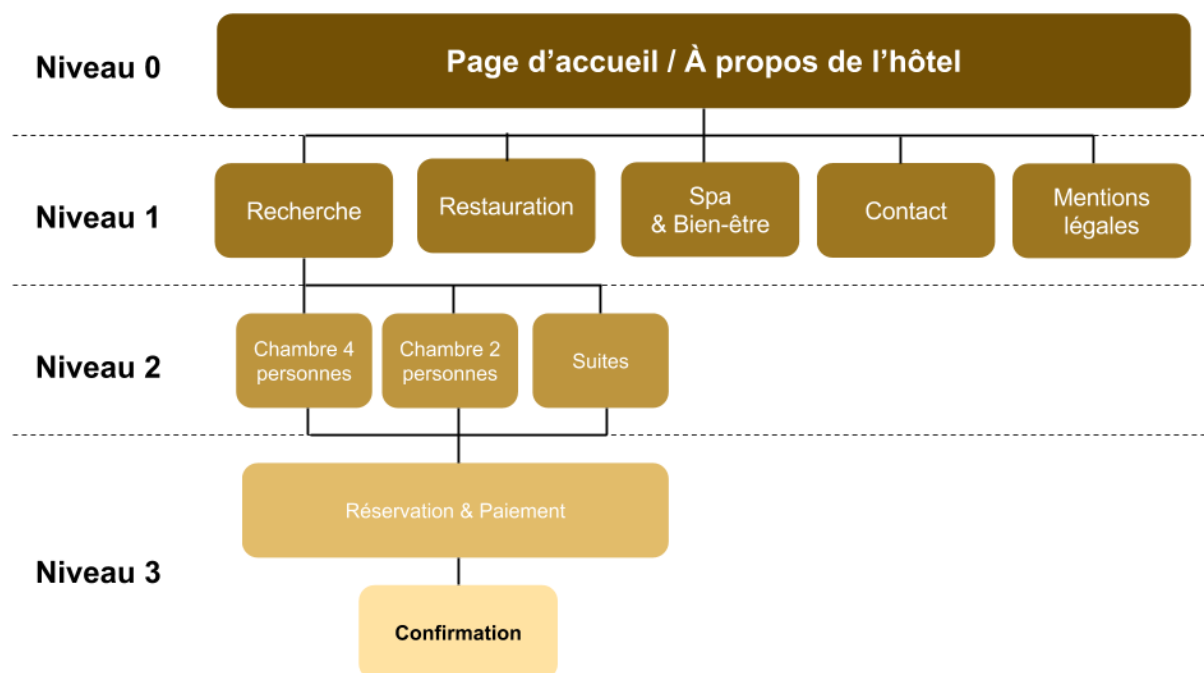 Niveau 0
Page d’accueil / À propos de l’hôtel
Niveau 1
Recherche
Restauration
Spa
& Bien-être
Contact
Mentions
légales
Niveau 2
Chambre 4
personnes
Chambre 2
personnes
Suites
Niveau 3
Réservation & Paiement
Confirmation